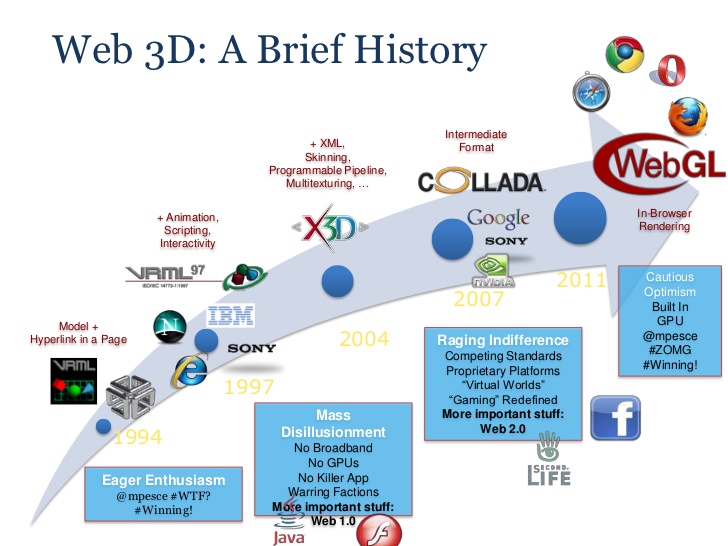 Web 3D: A Brief History
Intermediate
Format
+ XML,
Skinning,
Programmable Pipeline,
Multitexturing, …
COLLADA
WebGL
+ Animation,
Scripting,
Interactivity
X3D
Google
SONY
In-Browser
Rendering
VRML97
ISO/IEC 14772-1:1997
NVIDIA
2011
2007
Cautious
Optimism
Built In
GPU
@mpesce
#ZOMG
#Winning!
IBM
N
Model +
Hyperlink in a Page
2004
Raging Indifference
Competing Standards
Proprietary Platforms
“Virtual Worlds”
“Gaming” Redefined
More important stuff:
Web 2.0
SONY
VRML
1997
1994
Mass
Disillusionment
No Broadband
No GPUs
No Killer App
Warring Factions
More important stuff:
Web 1.0
Eager Enthusiasm
@mpesce #WTF?
#Winning!
SECOND
LIFE
Java